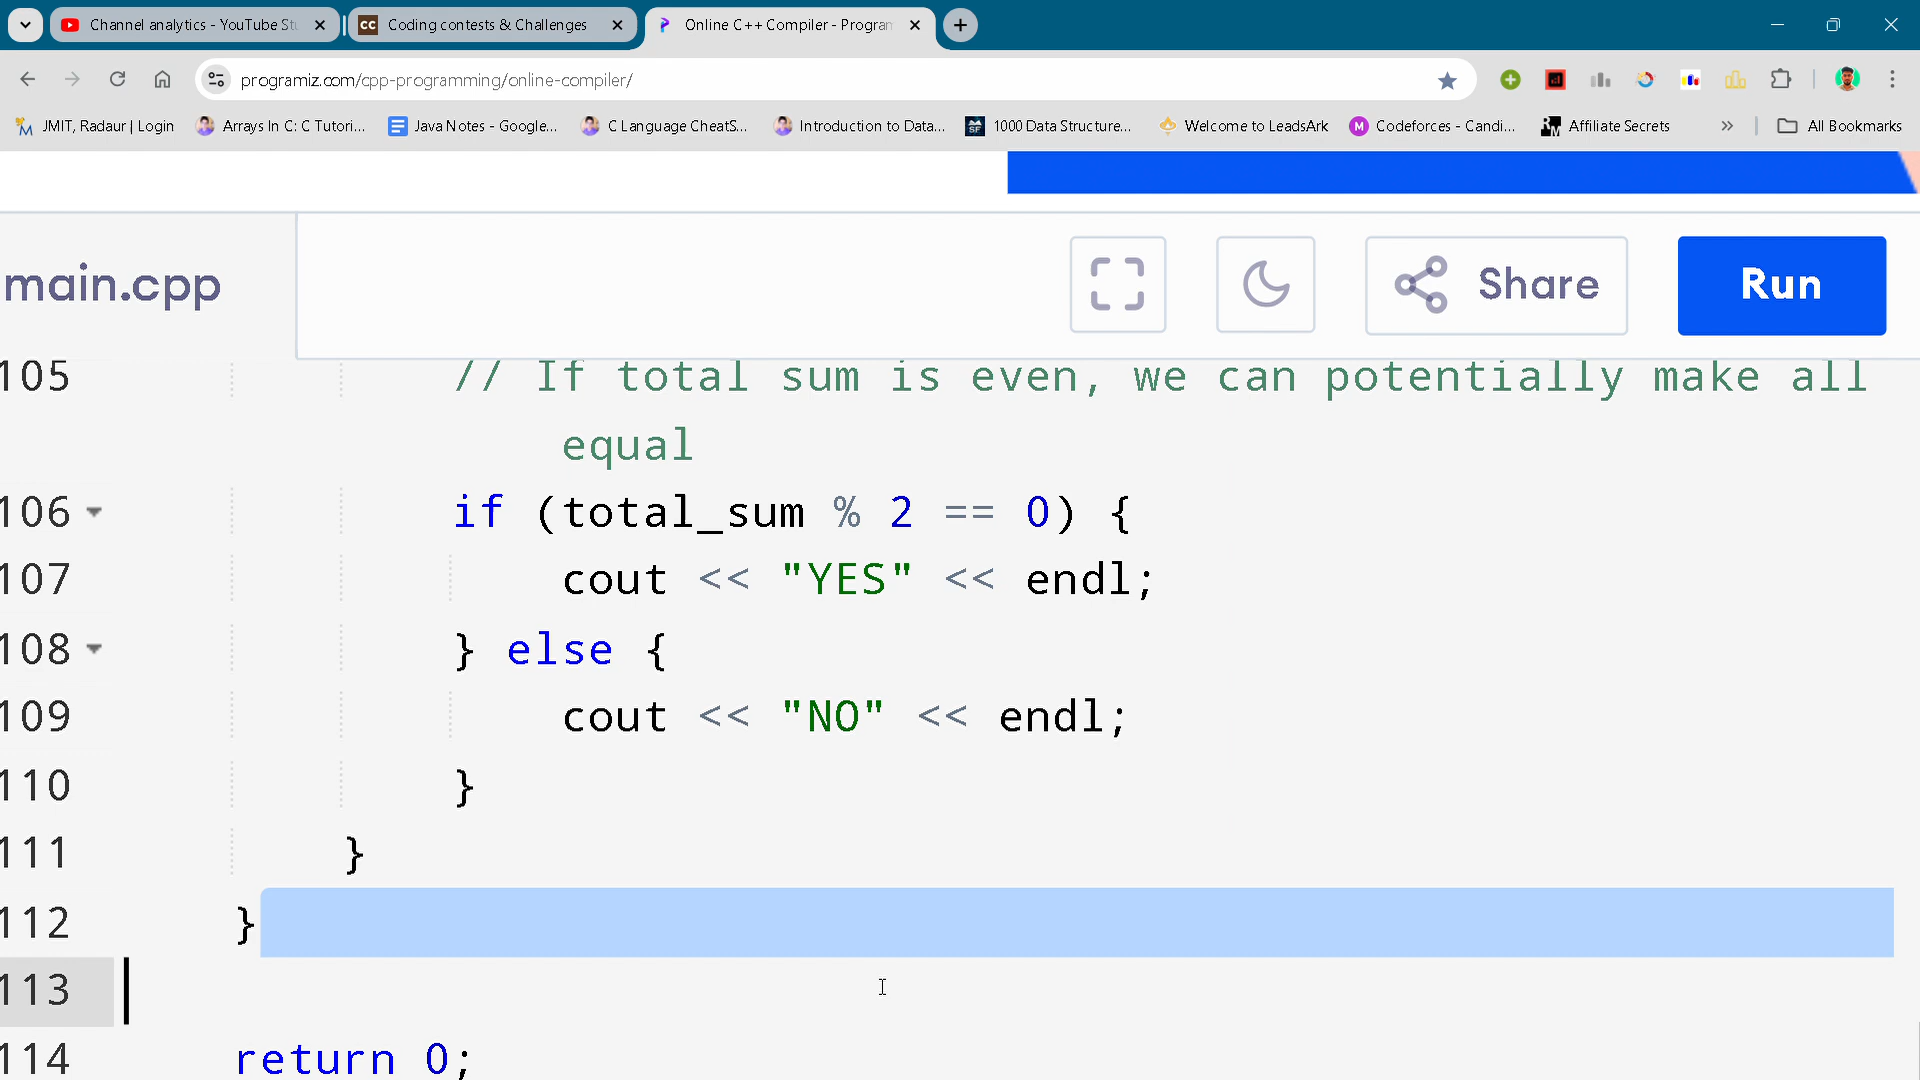 Channel analytics - YouTube St
CC Coding contests & Challenges
Online C++ Compiler - Program
programiz.com/cpp-programming/online-compiler/
JMIT, Radaur | Login
Arrays In C: C Tutori...
Java Notes - Google...
C Language CheatS...
Introduction to Data...
SF 1000 Data Structure...
Welcome to LeadsArk
M Codeforces - Candi...
Affiliate Secrets
All Bookmarks
main.cpp
Share
Run
105 // If total sum is even, we can potentially make all
equal
106 if (total_sum % 2 == 0) {
107 cout << "YES" << endl;
108 } else {
109 cout << "NO" << endl;
110 }
111 }
112 }
113
114 return 0;